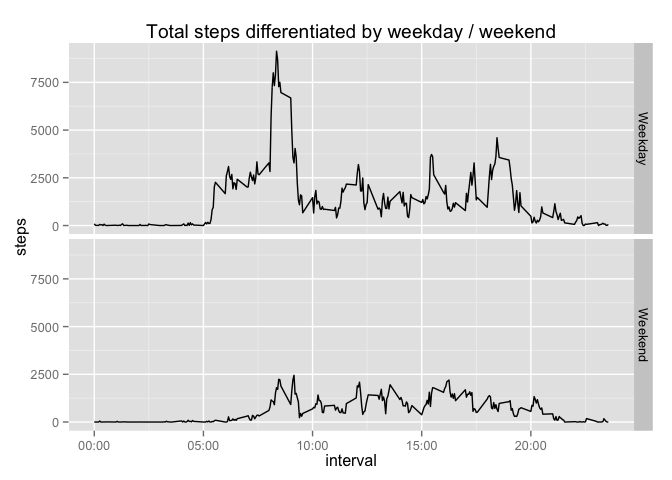 Total steps differentiated by weekday / weekend
7500
5000
2500
0
Weekday
7500
5000
2500
0
Weekend
steps
00:00 05:00 10:00 15:00 20:00
interval